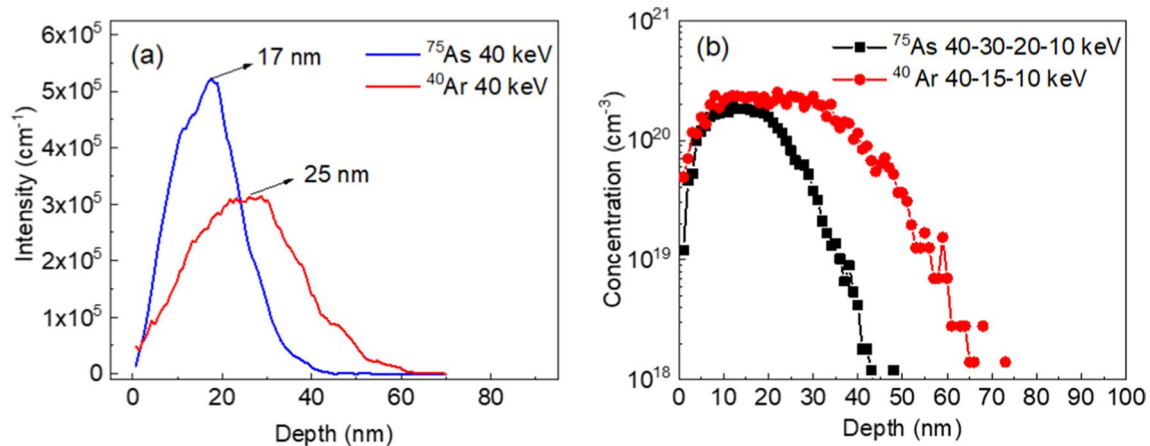 (a)
17 nm
⁷⁵As 40 keV
⁴⁰Ar 40 keV
25 nm
6x10⁵
5x10⁵
4x10⁵
3x10⁵
2x10⁵
1x10⁵
0
Intensity (cm⁻¹)
0 20 40 60 80
Depth (nm)
(b)
⁷⁵As 40-30-20-10 keV
⁴⁰Ar 40-15-10 keV
10²¹
10²⁰
10¹⁹
10¹⁸
Concentration (cm⁻³)
0 10 20 30 40 50 60 70 80 90 100
Depth (nm)